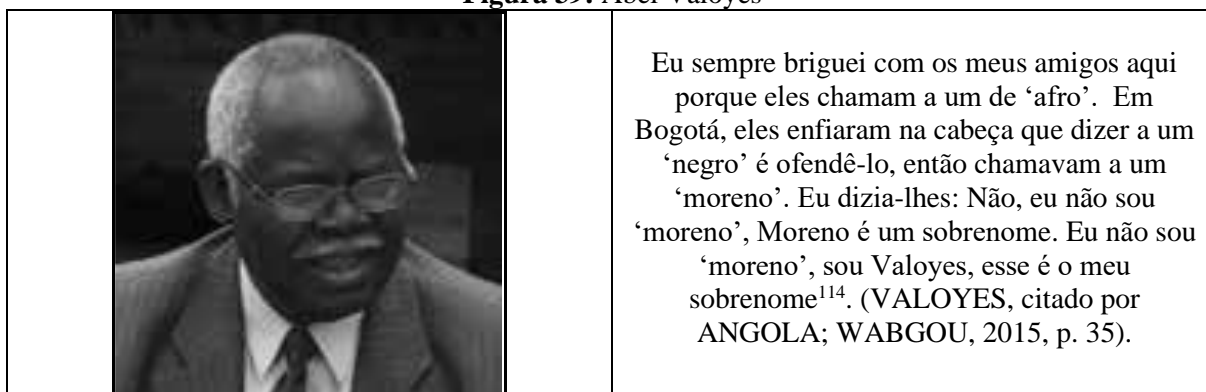 Figura 39: Abel Valoyes
Eu sempre briguei com os meus amigos aqui
porque eles chamam a um de ‘afro’. Em
Bogotá, eles enfiaram na cabeça que dizer a um
‘negro’ é ofendê-lo, então chamavam a um
‘moreno’. Eu dizia-lhes: Não, eu não sou
‘moreno’, Moreno é um sobrenome. Eu não sou
‘moreno’, sou Valoyes, esse é o meu
sobrenome¹¹⁴. (VALOYES, citado por
ANGOLA; WABGOU, 2015, p. 35).